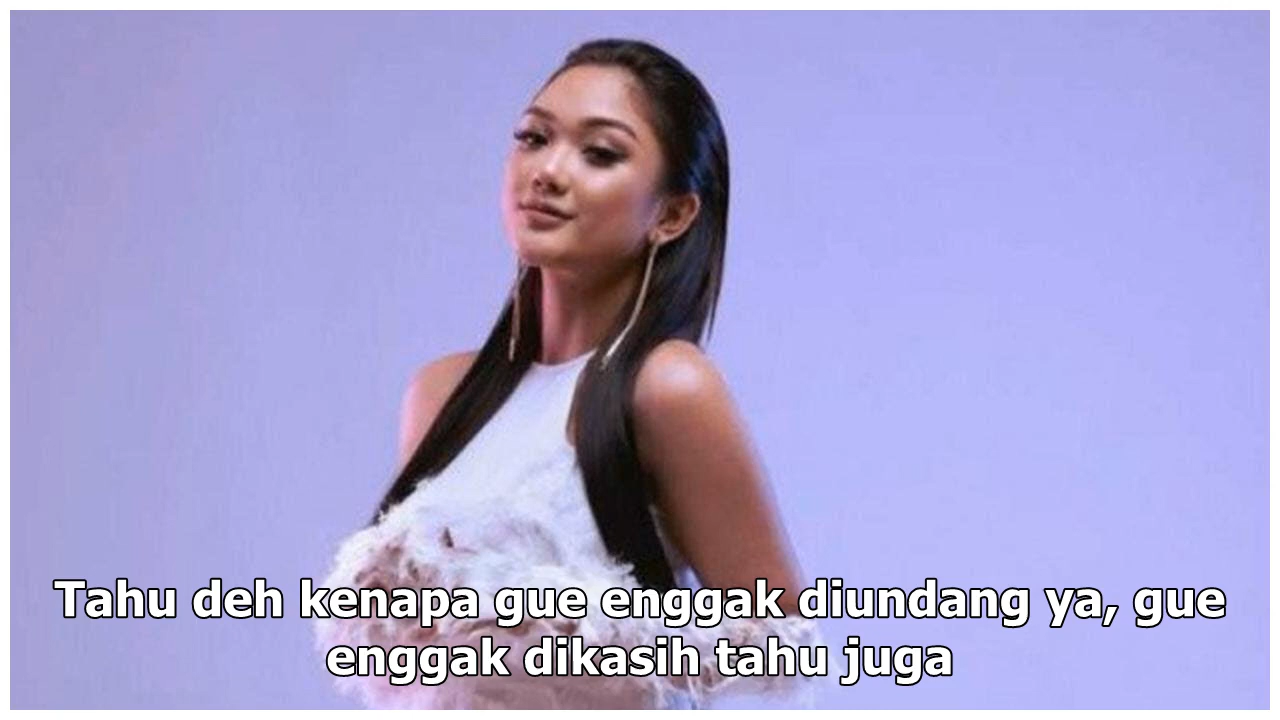 Tahu deh kenapa gue enggak diundang ya, gue
enggak dikasih tahu juga